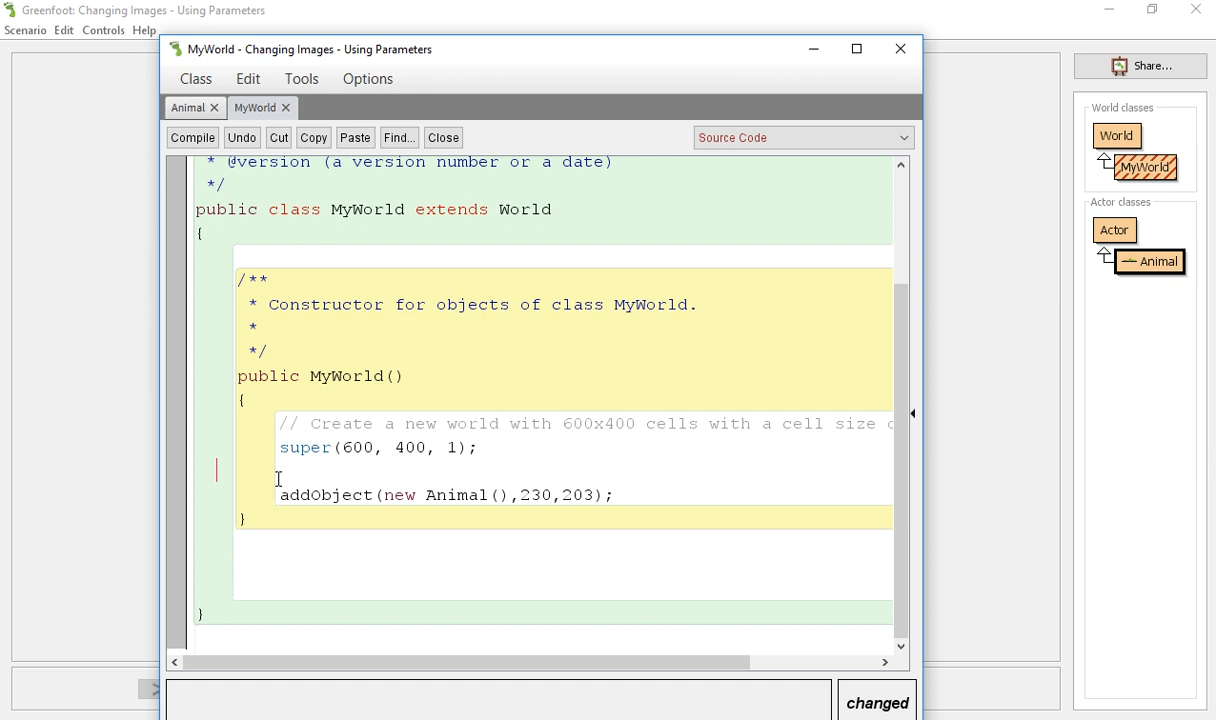 Greenfoot: Changing Images - Using Parameters
Scenario Edit Controls Help
MyWorld - Changing Images - Using Parameters
Class Edit Tools Options
Animal MyWorld
Compile Undo Cut Copy Paste Find... Close Source Code
* @version (a version number or a date)
*/
public class MyWorld extends World
{
/**
* Constructor for objects of class MyWorld.
*
*/
public MyWorld()
{
// Create a new world with 600x400 cells with a cell size
super(600, 400, 1);
addObject(new Animal(),230,203);
}
}
changed
Share...
World classes
World
MyWorld
Actor classes
Actor
Animal